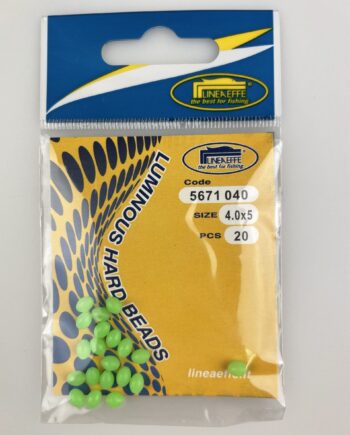 LINEAEFFE
the best for fishing
LINEAEFFE
the best for fishing
Code
5671 040
SIZE 4.0x5
PCS 20
LUMINOUS HARD BEADS